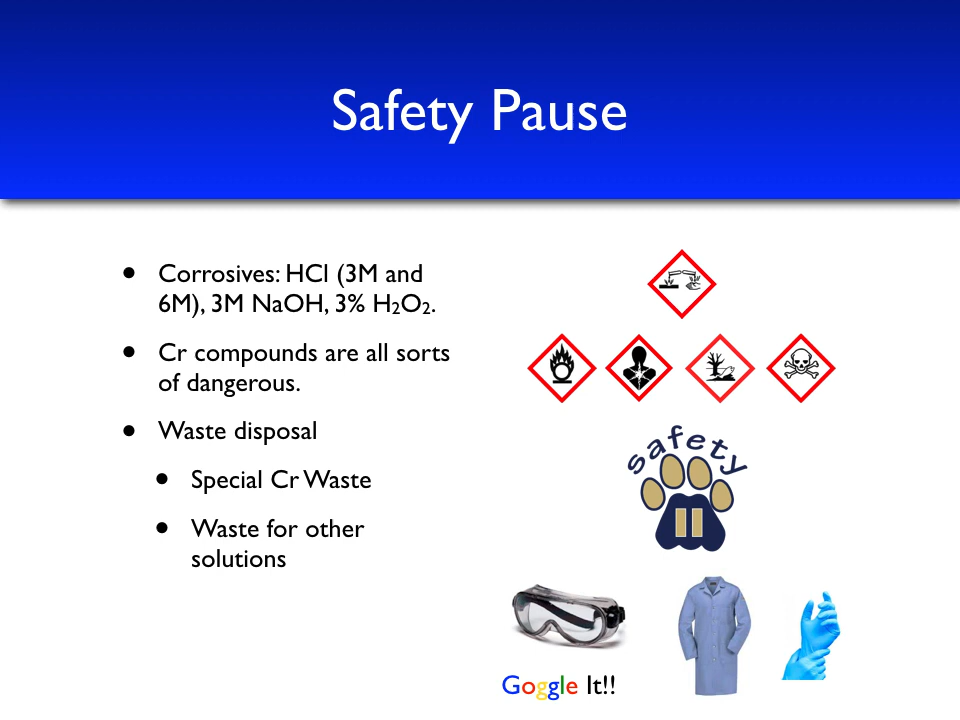 Safety Pause
• Corrosives: HCl (3M and
6M), 3M NaOH, 3% H₂O₂.
• Cr compounds are all sorts
of dangerous.
• Waste disposal
• Special Cr Waste
• Waste for other
solutions
safety
Goggle It!!